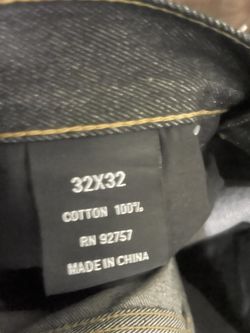 32X32
COTTON 100%
RN 92757
MADE IN CHINA